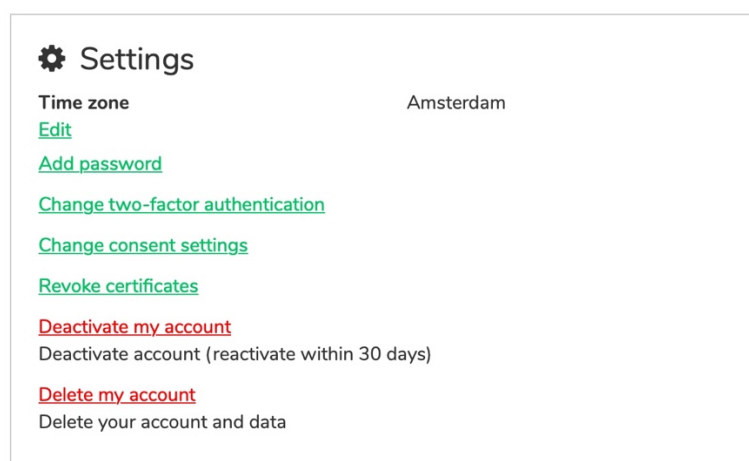 Settings
Time zone Amsterdam
Edit
Add password
Change two-factor authentication
Change consent settings
Revoke certificates
Deactivate my account
Deactivate account (reactivate within 30 days)
Delete my account
Delete your account and data